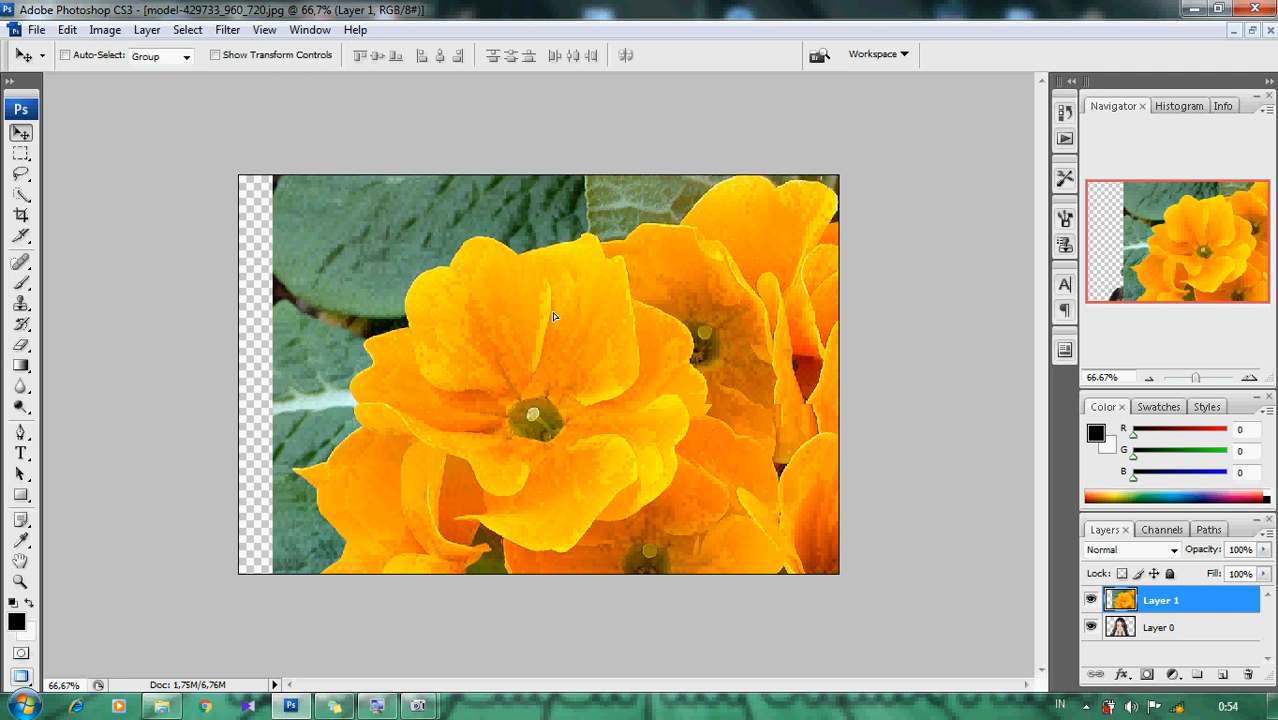 Adobe Photoshop CS3 - [model-429733_960_720.jpg @ 66,7% (Layer 1, RGB/8#)]
File Edit Image Layer Select Filter View Window Help
Auto-Select: Group Show Transform Controls Workspace
Ps
Navigator Histogram Info
66.67%
Color Swatches Styles
R 0
G 0
B 0
Layers Channels Paths
Normal Opacity: 100%
Lock: Fill: 100%
Layer 1
Layer 0
66,67% Doc: 1,75M/6,76M
IN 0:54